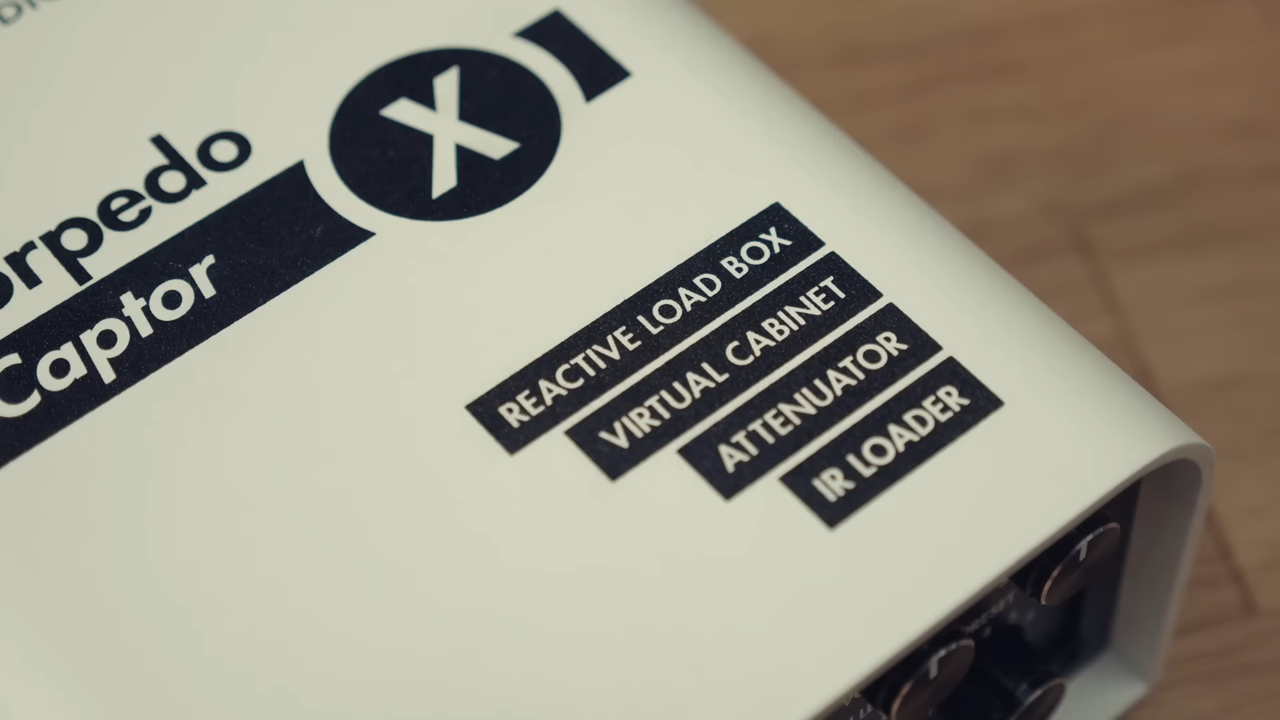 orpedo
Captor
X
REACTIVE LOAD BOX
VIRTUAL CABINET
ATTENUATOR
IR LOADER